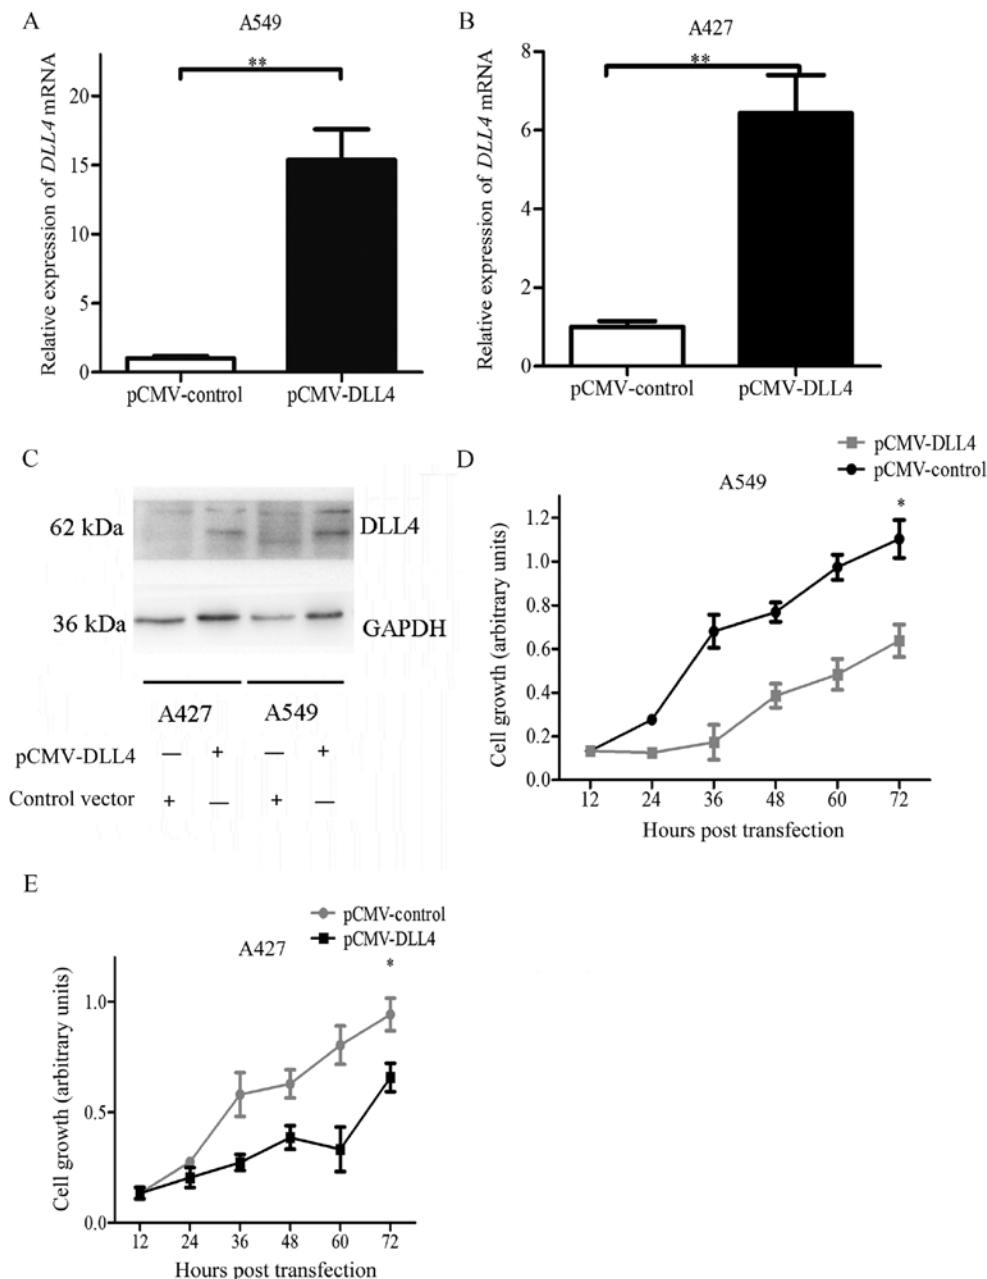 A
A549
**
Relative expression of DLL4 mRNA
20
15
10
5
0
pCMV-control
pCMV-DLL4
B
A427
**
Relative expression of DLL4 mRNA
8
6
4
2
0
pCMV-control
pCMV-DLL4
C
62 kDa
DLL4
36 kDa
GAPDH
A427
A549
pCMV-DLL4
— + — +
Control vector
+ — + —
D
pCMV-DLL4
pCMV-control
A549
*
Cell growth (arbitrary units)
1.2
1.0
0.8
0.6
0.4
0.2
0.0
12 24 36 48 60 72
Hours post transfection
E
pCMV-control
pCMV-DLL4
A427
*
Cell growth (arbitrary units)
1.0
0.5
0.0
12 24 36 48 60 72
Hours post transfection